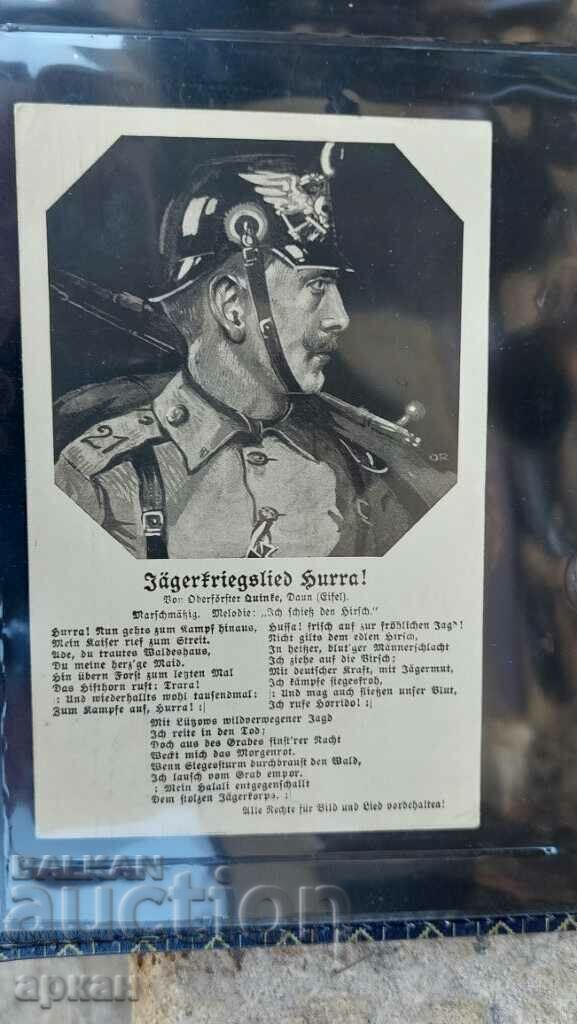 21
OR
Jägerkriegslied Hurra!
Von Oberförster Quinke, Daun (Eifel).
Marschmäßig. Melodie: „Ich schieß den Hirsch."
Hurra! Nun gehts zum Kampf hinaus,
Mein Kaiser rief zum Streit.
Ade, du trautes Waldeshaus,
Du meine herz'ge Maid.
Hin übern Forst zum letzten Mal
Das Hifthorn ruft: Trara!
|: Und wiederhallts wohl tausendmal:
Zum Kampfe auf, Hurra! :|
Hussa! frisch auf zur fröhlichen Jagd!
Nicht gilts dem edlen Hirsch,
In heißer, blut'ger Männerschlacht
Ich ziehe auf die Birsch;
Mit deutscher Kraft, mit Jägermut,
Ich kämpfe siegesfroh,
|: Und mag auch fließen unser Blut,
Ich rufe Horrido! :|
Mit Lützows wildverwegener Jagd
Ich reite in den Tod;
Doch aus des Grabes finst'rer Nacht
Weckt mich das Morgenrot.
Wenn Siegessturm durchbraust den Wald,
Ich lausch vom Grab empor.
: Mein Halali entgegenschallt
Dem stolzen Jägerkorps. :
Alle Rechte für Bild und Lied vorbehalten!
BALKAN
auction
аркан